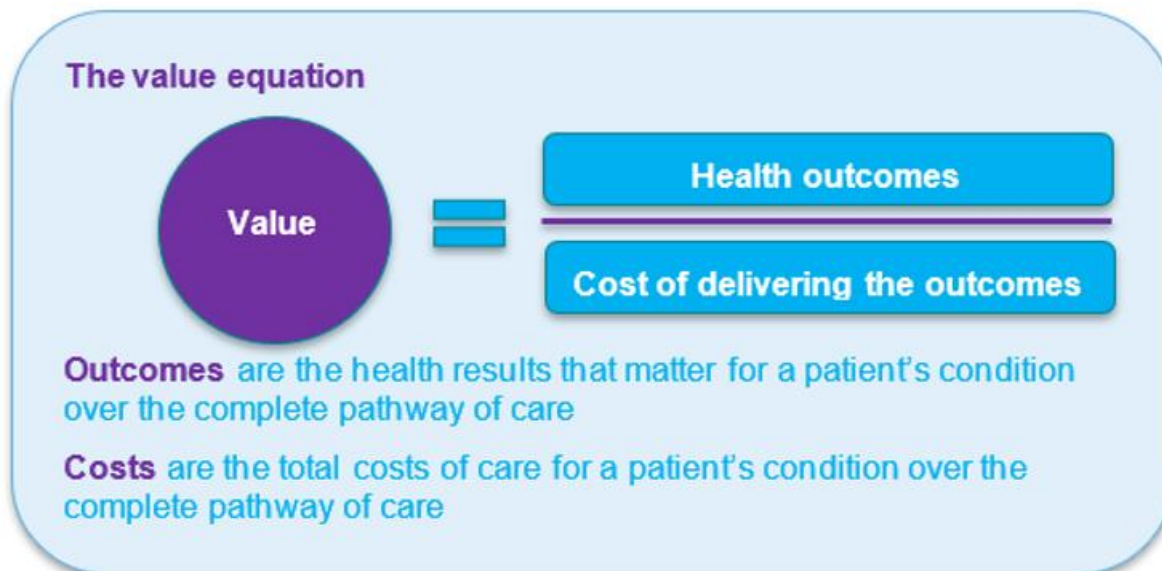 The value equation
Value
Health outcomes
Cost of delivering the outcomes
Outcomes are the health results that matter for a patient’s condition
over the complete pathway of care
Costs are the total costs of care for a patient’s condition over the
complete pathway of care